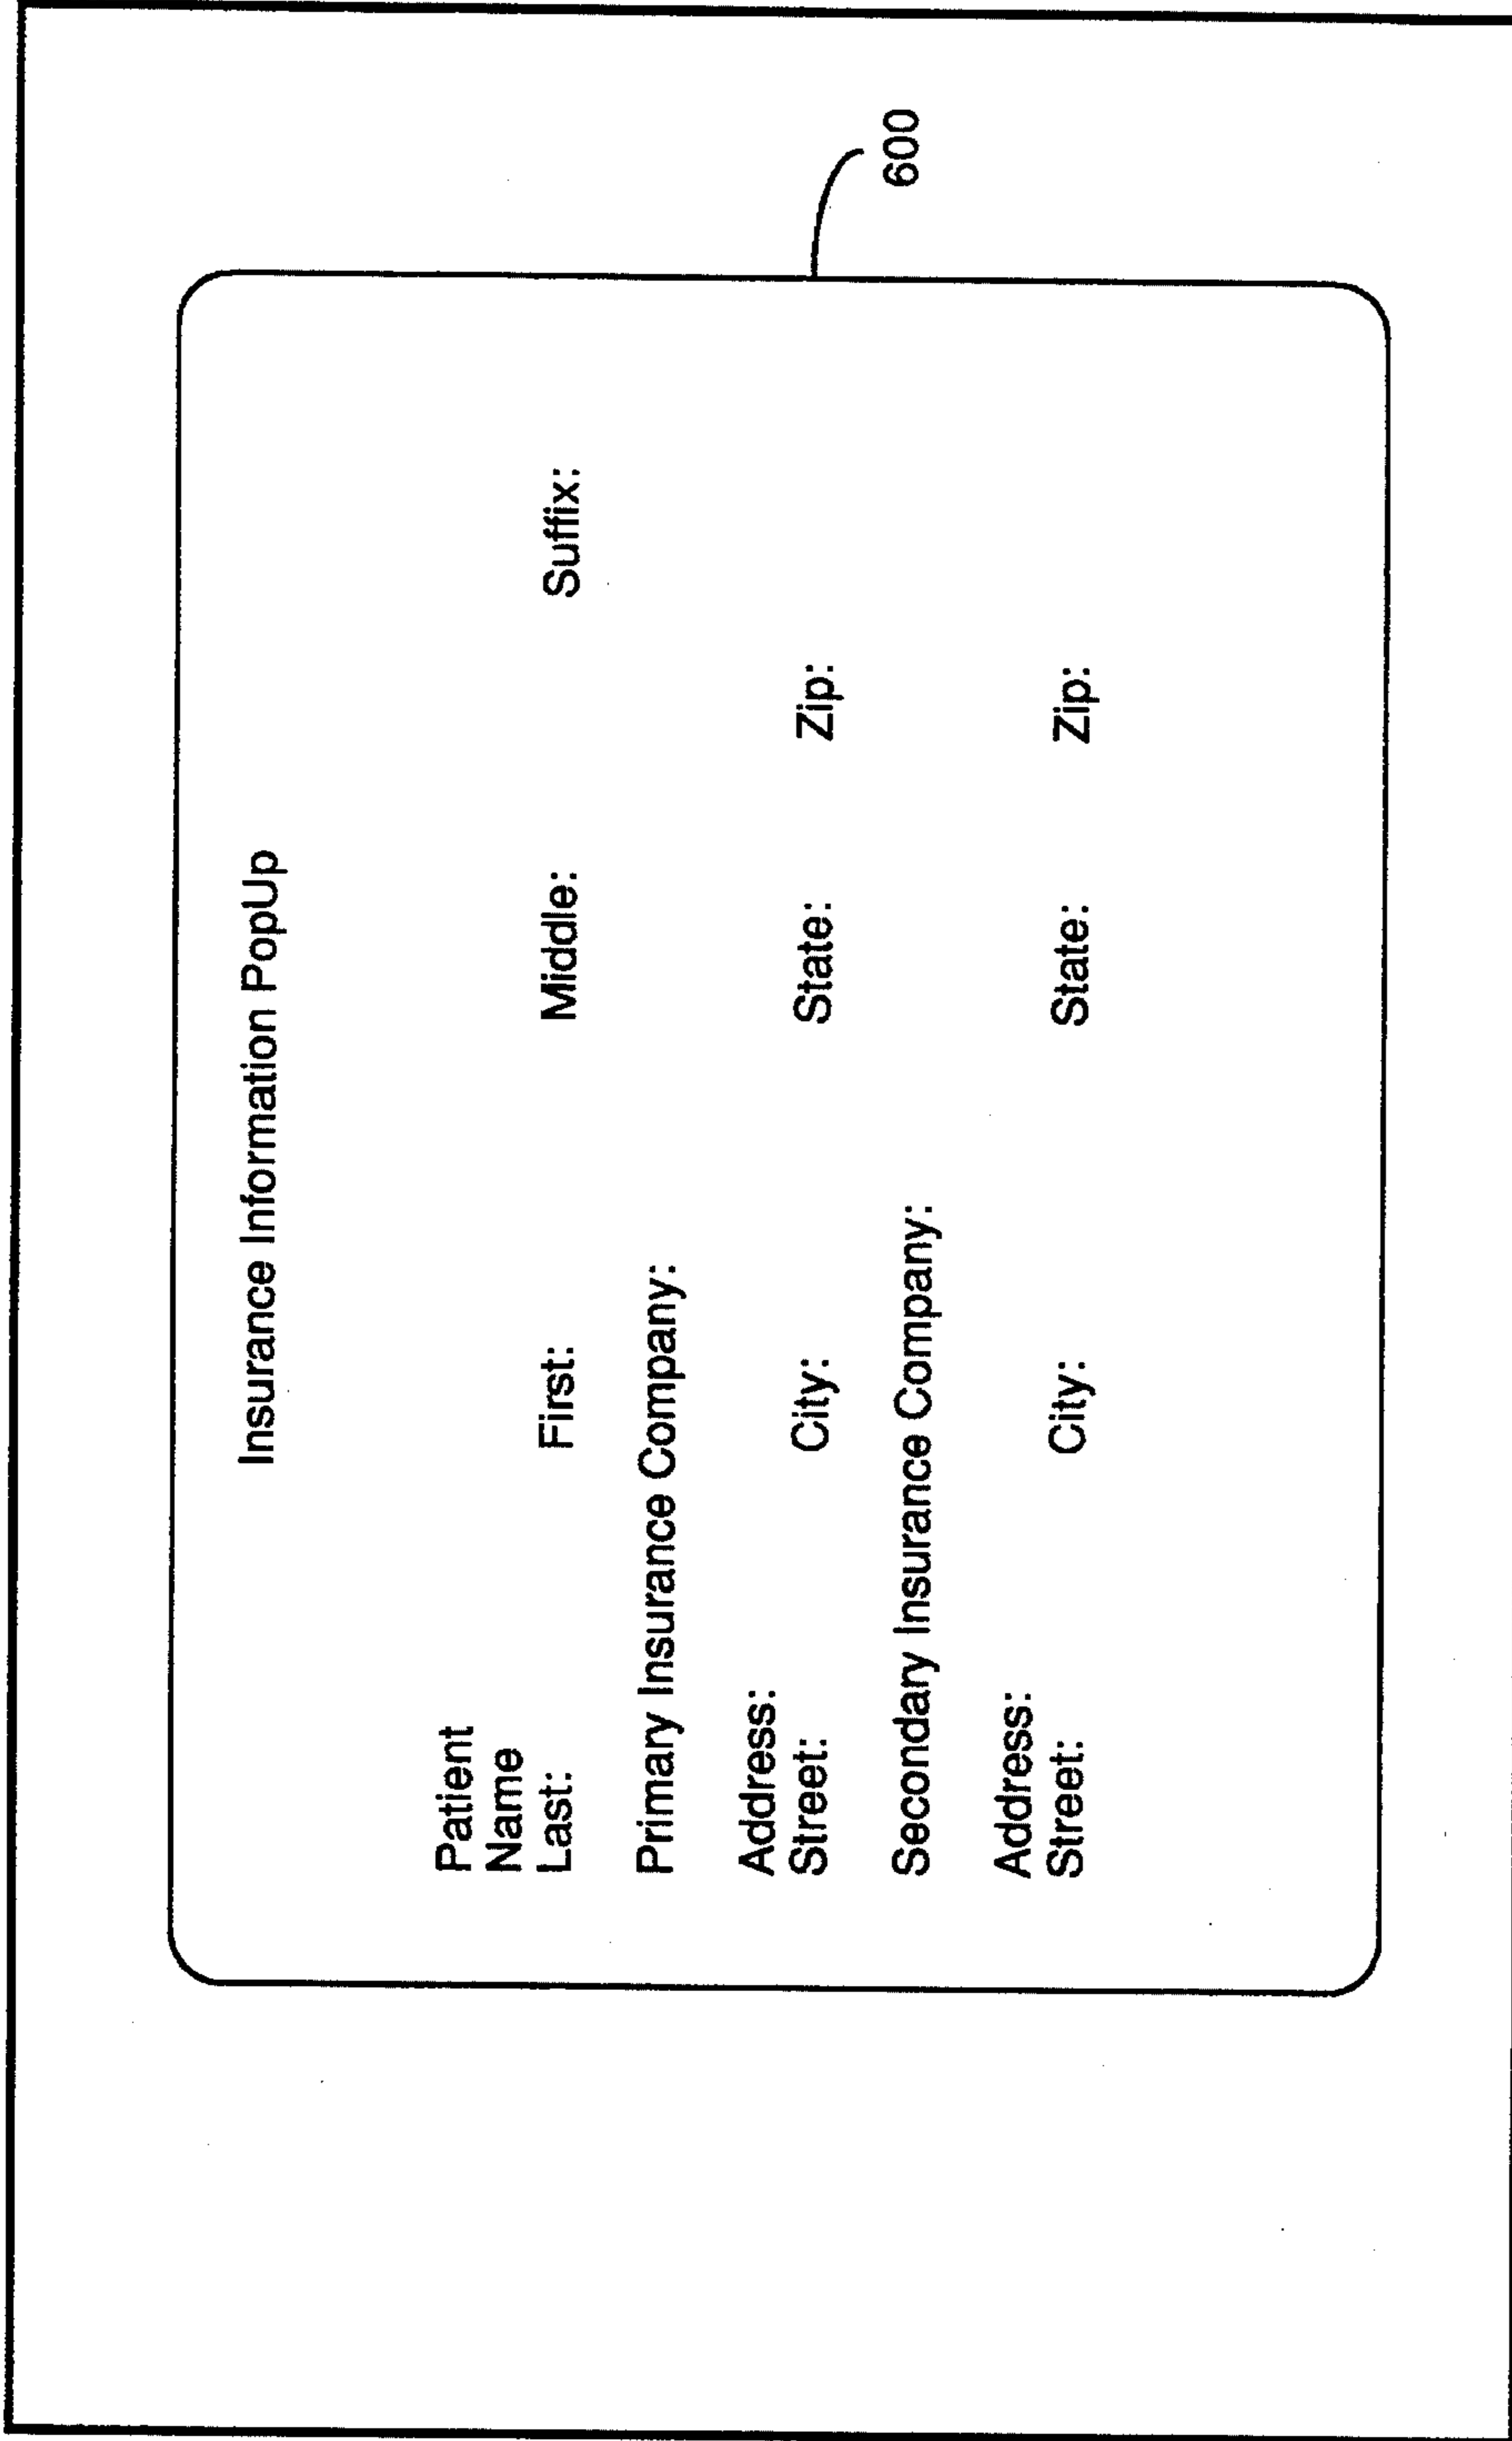 Insurance Information PopUp
Patient
Name
Last: First: Middle: Suffix:
Primary Insurance Company:
Address:
Street: City: State: Zip:
Secondary Insurance Company:
Address:
Street: City: State: Zip:
600